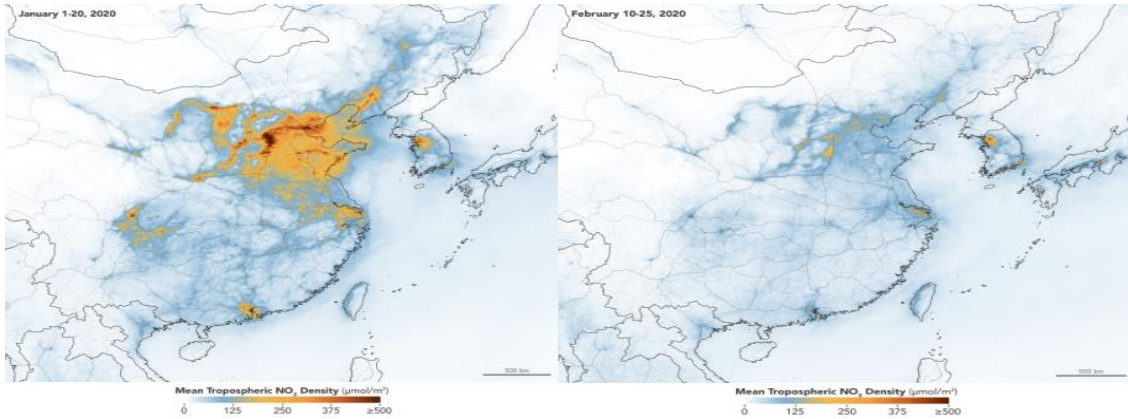 January 1-20, 2020
February 10-25, 2020
500 km
500 km
Mean Tropospheric NO₂ Density (μmol/m²)
0 125 250 375 ≥500
Mean Tropospheric NO₂ Density (μmol/m²)
0 125 250 375 ≥500